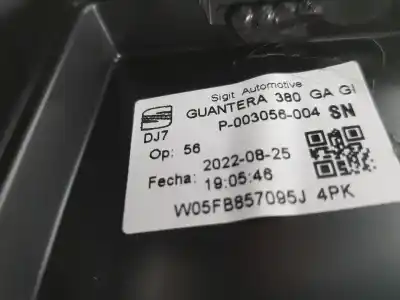 Sigit Automotive
GUANTERA 380 GA GI
DJ7
P-003056-004 SN
Op: 56
Fecha:
2022-08-25
19:05:46
W05FB857095J 4PK